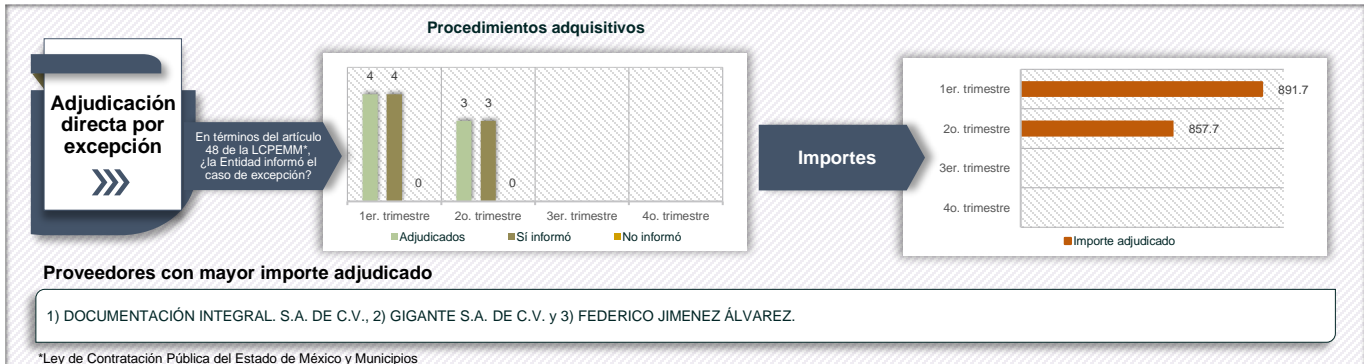 Procedimientos adquisitivos
Adjudicación
directa por
excepción
En términos del artículo
48 de la LCPEMM*,
¿la Entidad informó el
caso de excepción?
4 4
3 3
0 0
1er. trimestre 2o. trimestre 3er. trimestre 4o. trimestre
Adjudicados Sí informó No informó
Importes
1er. trimestre 891.7
2o. trimestre 857.7
3er. trimestre
4o. trimestre
Importe adjudicado
Proveedores con mayor importe adjudicado
1) DOCUMENTACIÓN INTEGRAL. S.A. DE C.V., 2) GIGANTE S.A. DE C.V. y 3) FEDERICO JIMENEZ ÁLVAREZ.
*Ley de Contratación Pública del Estado de México y Municipios